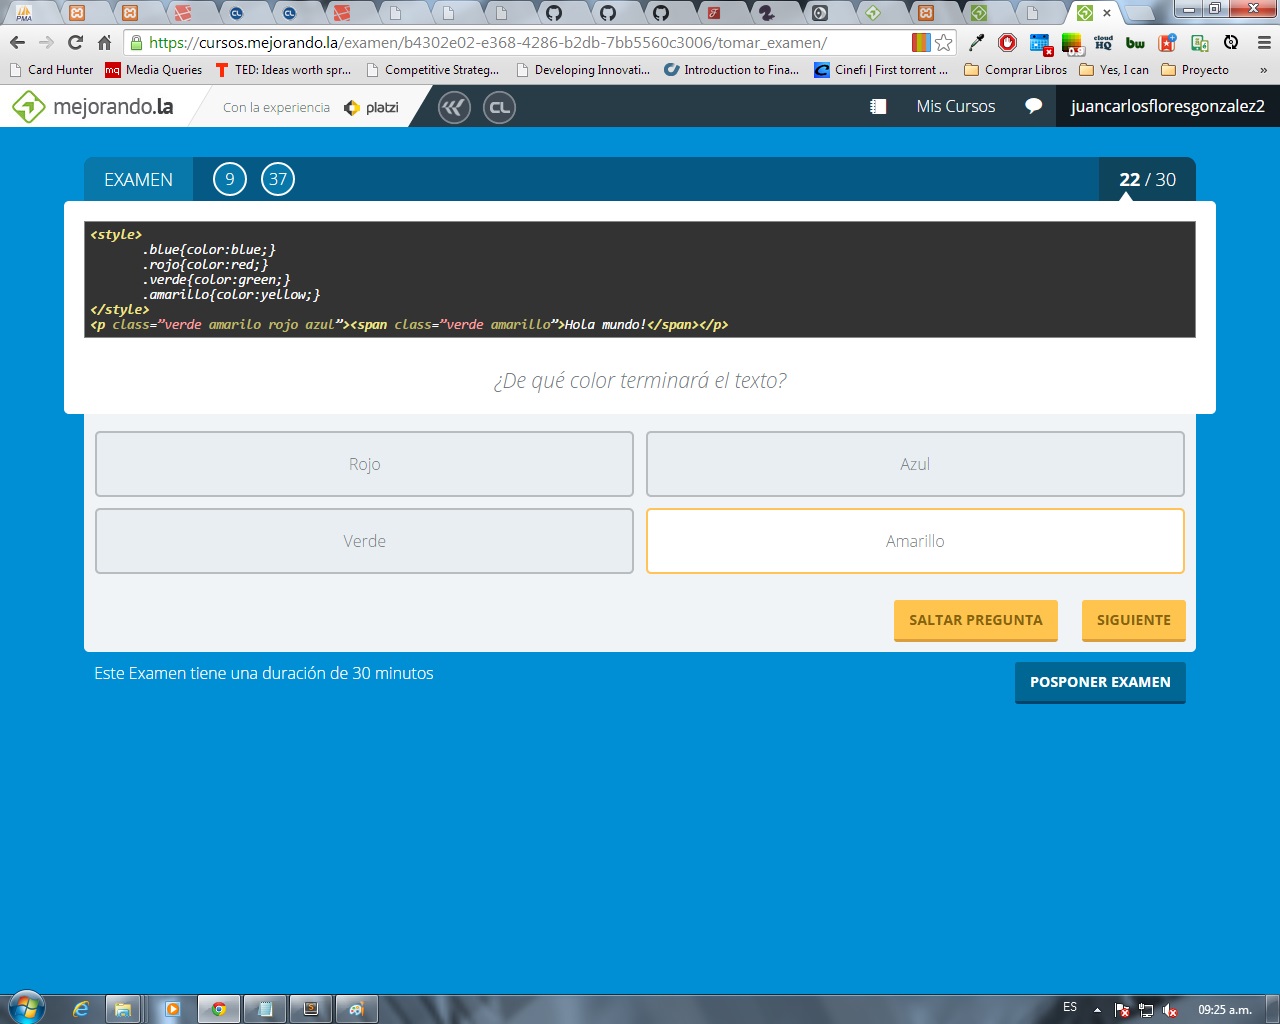 PMA
https://cursos.mejorando.la/examen/b4302e02-e368-4286-b2db-7bb5560c3006/tomar_examen/
cloud HQ
bw
Card Hunter
mq Media Queries
TED: Ideas worth spr...
Competitive Strateg...
Developing Innovati...
Introduction to Fina...
Cinefi | First torrent ...
Comprar Libros
Yes, I can
Proyecto
»
mejorando.la
Con la experiencia platzi
CL
Mis Cursos
juancarlosfloresgonzalez2
EXAMEN
9
37
22 / 30
<style>
.blue{color:blue;}
.rojo{color:red;}
.verde{color:green;}
.amarillo{color:yellow;}
</style>
<p class=”verde amarilo rojo azul”><span class=”verde amarillo”>Hola mundo!</span></p>
¿De qué color terminará el texto?
Rojo
Azul
Verde
Amarillo
SALTAR PREGUNTA
SIGUIENTE
Este Examen tiene una duración de 30 minutos
POSPONER EXAMEN
ES
09:25 a.m.